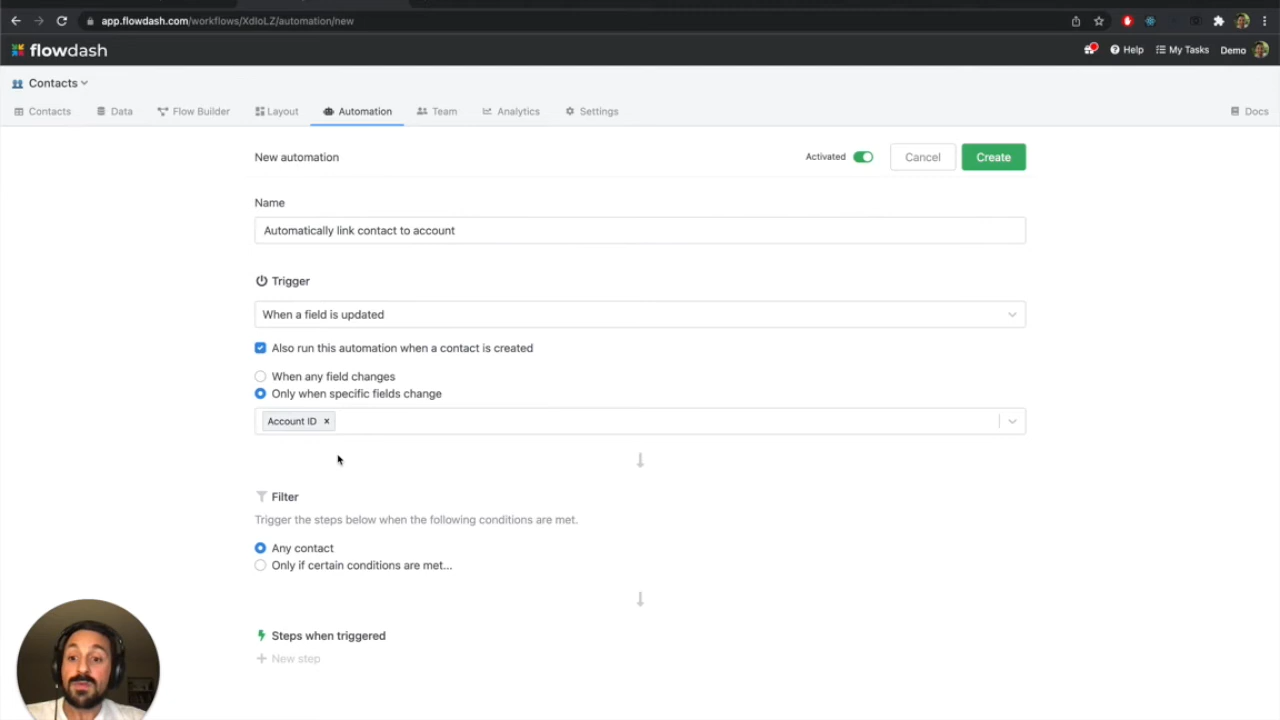 app.flowdash.com/workflows/XdIoLZ/automation/new
flowdash
Help
My Tasks
Demo
Contacts
Contacts
Data
Flow Builder
Layout
Automation
Team
Analytics
Settings
Docs
New automation
Activated
Cancel
Create
Name
Automatically link contact to account
Trigger
When a field is updated
Also run this automation when a contact is created
When any field changes
Only when specific fields change
Account ID ×
Filter
Trigger the steps below when the following conditions are met.
Any contact
Only if certain conditions are met...
Steps when triggered
+ New step